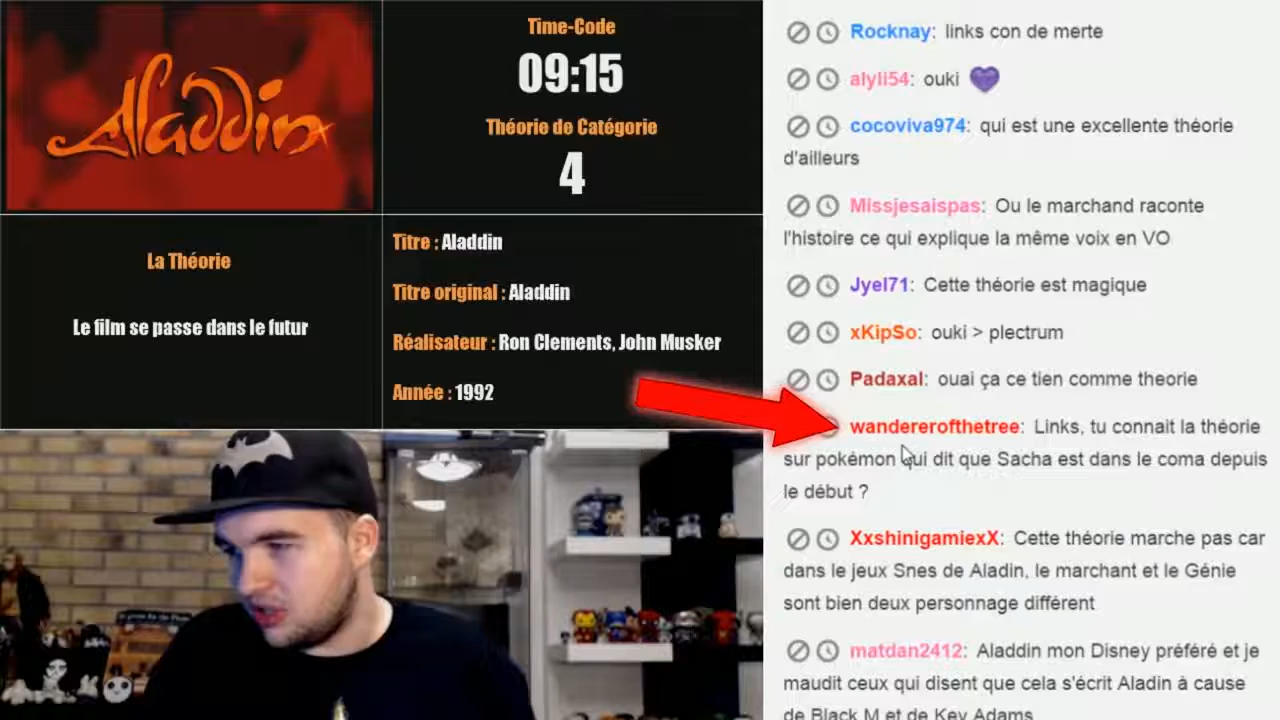 Aladdin
Time-Code
09:15
Théorie de Catégorie
4
La Théorie
Le film se passe dans le futur
Titre : Aladdin
Titre original : Aladdin
Réalisateur : Ron Clements, John Musker
Année : 1992
Rocknay: links con de merte
alyli54: ouki
cocoviva974: qui est une excellente théorie
d'ailleurs
Missjesaispas: Ou le marchand raconte
l'histoire ce qui explique la même voix en VO
Jyel71: Cette théorie est magique
xKipSo: ouki > plectrum
Padaxal: ouai ça ce tien comme theorie
wandererofthetree: Links, tu connait la théorie
sur pokémon qui dit que Sacha est dans le coma depuis
le début ?
XxshinigamiexX: Cette théorie marche pas car
dans le jeux Snes de Aladin, le marchant et le Génie
sont bien deux personnage différent
matdan2412: Aladdin mon Disney préféré et je
maudit ceux qui disent que cela s'écrit Aladin à cause
de Black M et de Kev Adams